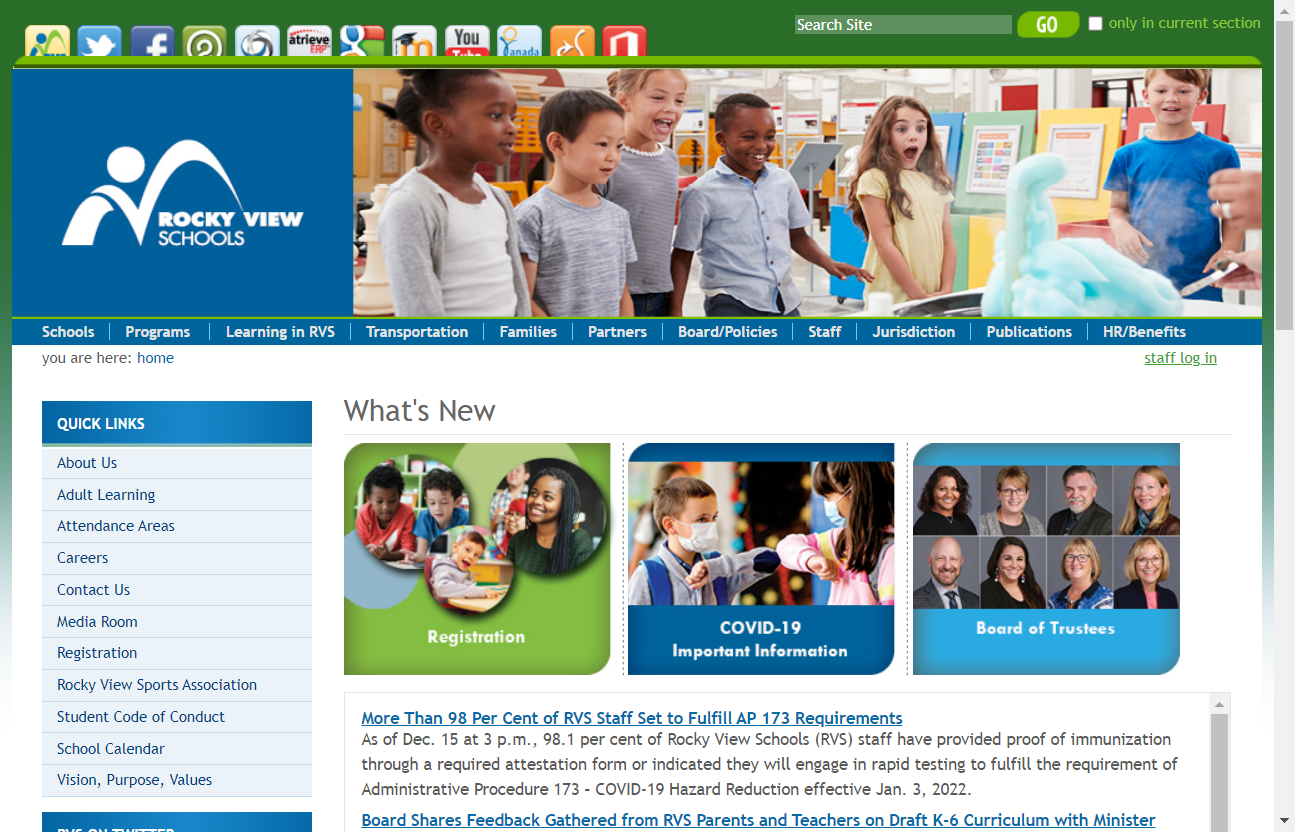 Search Site
GO
only in current section
atrieve
ERP
You
Tube
anada
ROCKY VIEW
SCHOOLS
Schools
Programs
Learning in RVS
Transportation
Families
Partners
Board/Policies
Staff
Jurisdiction
Publications
HR/Benefits
you are here: home
staff log in
QUICK LINKS
About Us
Adult Learning
Attendance Areas
Careers
Contact Us
Media Room
Registration
Rocky View Sports Association
Student Code of Conduct
School Calendar
Vision, Purpose, Values
RVS ON TWITTER
What's New
Registration
COVID-19
Important Information
Board of Trustees
More Than 98 Per Cent of RVS Staff Set to Fulfill AP 173 Requirements
As of Dec. 15 at 3 p.m., 98.1 per cent of Rocky View Schools (RVS) staff have provided proof of immunization
through a required attestation form or indicated they will engage in rapid testing to fulfill the requirement of
Administrative Procedure 173 – COVID-19 Hazard Reduction effective Jan. 3, 2022.
Board Shares Feedback Gathered from RVS Parents and Teachers on Draft K-6 Curriculum with Minister